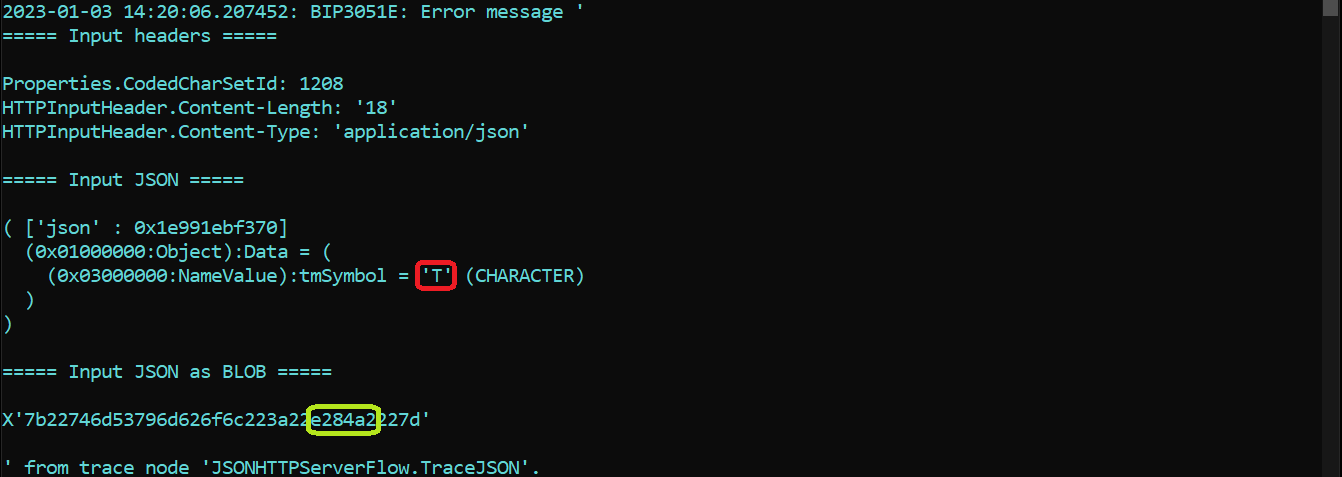 2023-01-03 14:20:06.207452: BIP3051E: Error message '
===== Input headers =====
Properties.CodedCharSetId: 1208
HTTPInputHeader.Content-Length: '18'
HTTPInputHeader.Content-Type: 'application/json'
===== Input JSON =====
( ['json' : 0x1e991ebf370]
  (0x01000000:Object):Data = (
    (0x03000000:NameValue):tmSymbol = 'T' (CHARACTER)
  )
)
===== Input JSON as BLOB =====
X'7b22746d53796d626f6c223a22e284a2227d'
' from trace node 'JSONHTTPServerFlow.TraceJSON'.